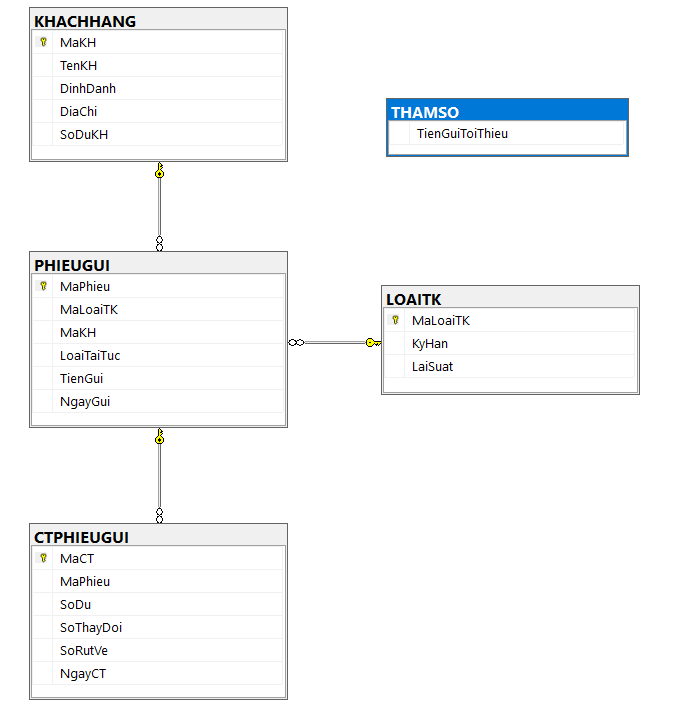 KHACHHANG
MaKH
TenKH
DinhDanh
DiaChi
SoDuKH
THAMSO
TienGuiToiThieu
PHIEUGUI
MaPhieu
MaLoaiTK
MaKH
LoaiTaiTuc
TienGui
NgayGui
LOAITK
MaLoaiTK
KyHan
LaiSuat
CTPHIEUGUI
MaCT
MaPhieu
SoDu
SoThayDoi
SoRutVe
NgayCT